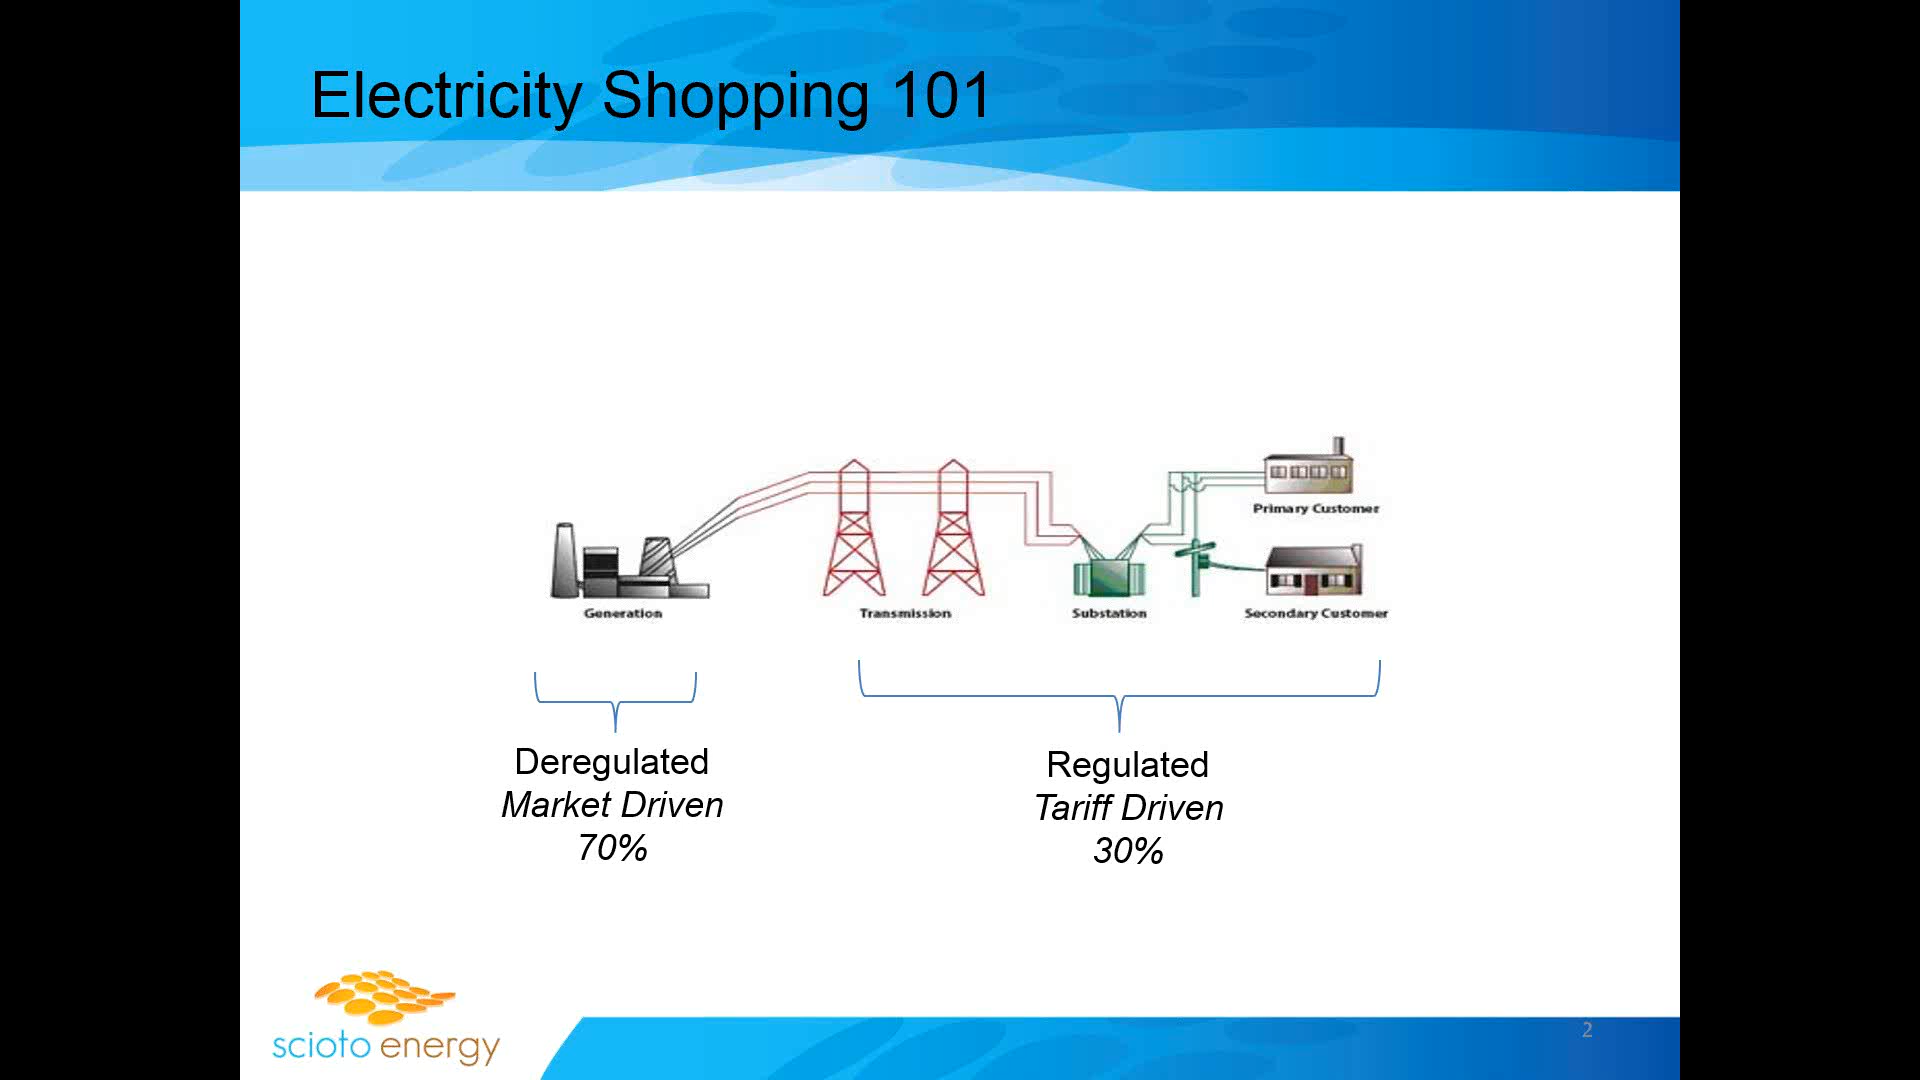 Electricity Shopping 101
Primary Customer
Generation
Transmission
Substation
Secondary Customer
Deregulated
Market Driven
70%
Regulated
Tariff Driven
30%
scioto energy
2